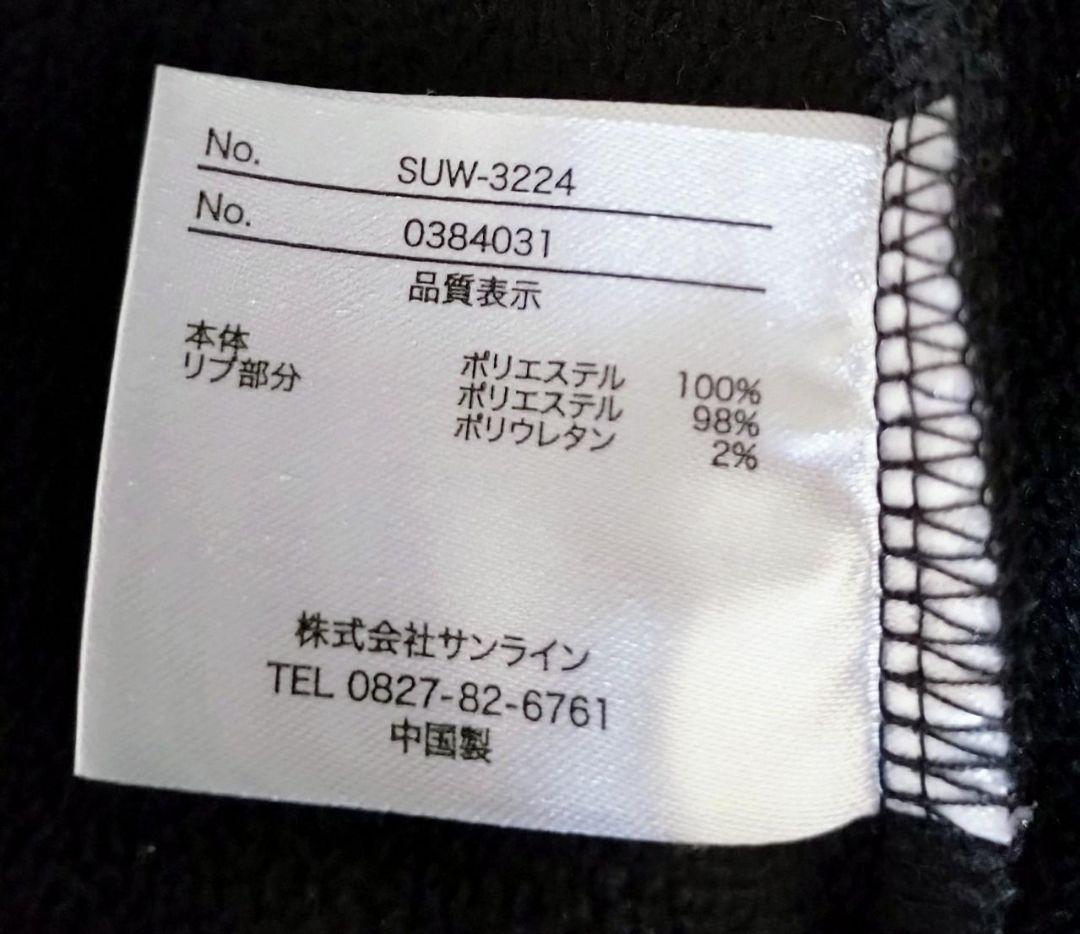 No. SUW-3224
No. 0384031
品質表示
本体 ポリエステル 100%
リブ部分 ポリエステル 98%
ポリウレタン 2%
株式会社サンライン
TEL 0827-82-6761
中国製